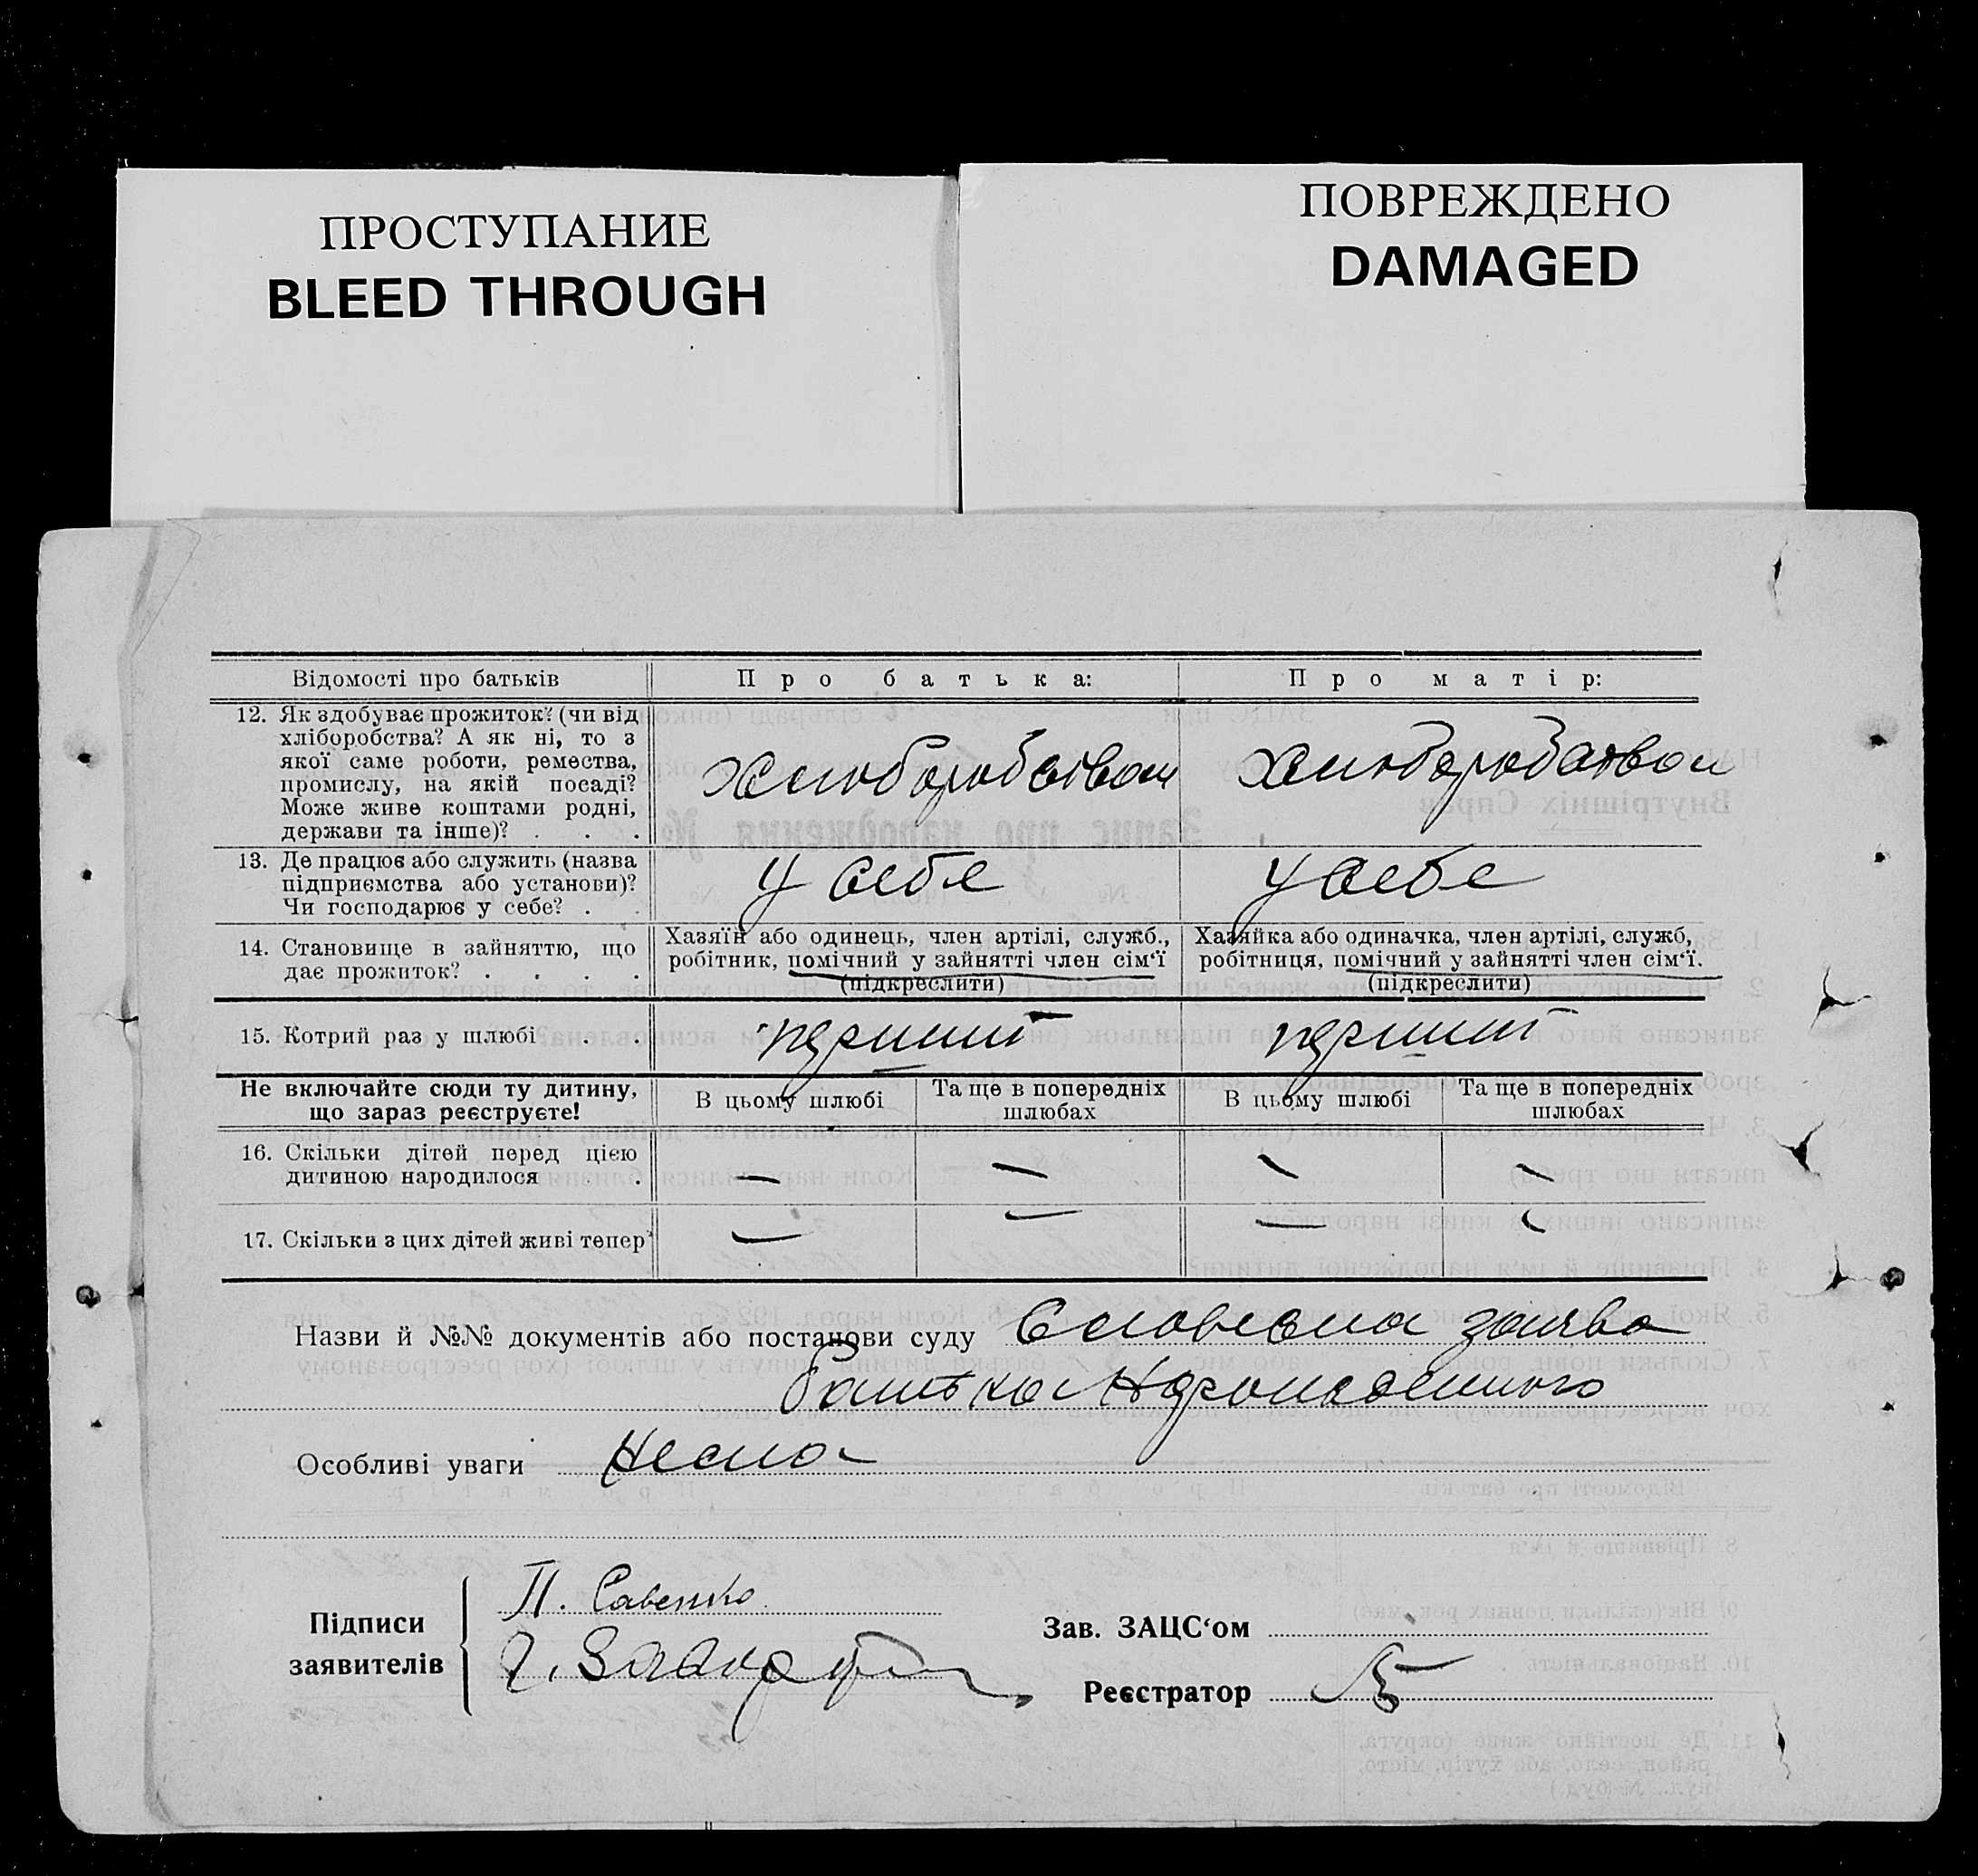 ПРОСТУПАНИЕ
BLEED THROUGH
ПОВРЕЖДЕНО
DAMAGED
Відомості про батьків
Про батька:
Про матір:
12. Як здобуває прожиток? (чи від
хліборобства? А як ні, то з
якої саме роботи, ремества,
промислу, на якій посаді?
Може живе коштами родні,
держави та інше)? . . .
Хлюборобством
Хлюборобством
13. Де працює або служить (назва
підприємства або установи)?
Чи господарює у себе? .
У себе
у себе
14. Становище в зайняттю, що
дає прожиток? . . . .
Хазяїн або одинець, член артілі, служб.,
робітник, помічний у зайнятті член сім‘ї
(підкреслити)
Хазяйка або одиначка, член артілі, служб,
робітниця, помічний у зайнятті член сім‘ї.
(підкреслити)
15. Котрий раз у шлюбі . .
перший
перший
Не включайте сюди ту дитину,
що зараз реєструєте!
В цьому шлюбі
Та ще в попередніх
шлюбах
В цьому шлюбі
Та ще в попередніх
шлюбах
16. Скільки дітей перед цією
дитиною народилося . .
— — — —
17. Скільки з цих дітей живі тепер
— — — —
Назви й №№ документів або постанови суду Словесна заява
батька
Особливі уваги Нема
Підписи
заявителів
П. Савенко
Зав. ЗАЦС‘ом
Реєстратор